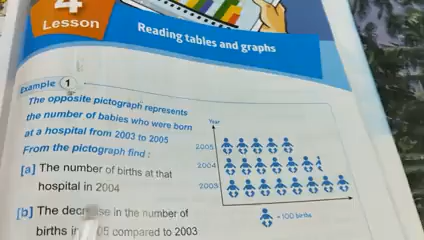 4
Lesson
Reading tables and graphs
Example 1
The opposite pictograph represents
the number of babies who were born
at a hospital from 2003 to 2005
From the pictograph find :
[a] The number of births at that
hospital in 2004
[b] The decrease in the number of
births in 05 compared to 2003
Year
2005
2004
2003
= 100 births